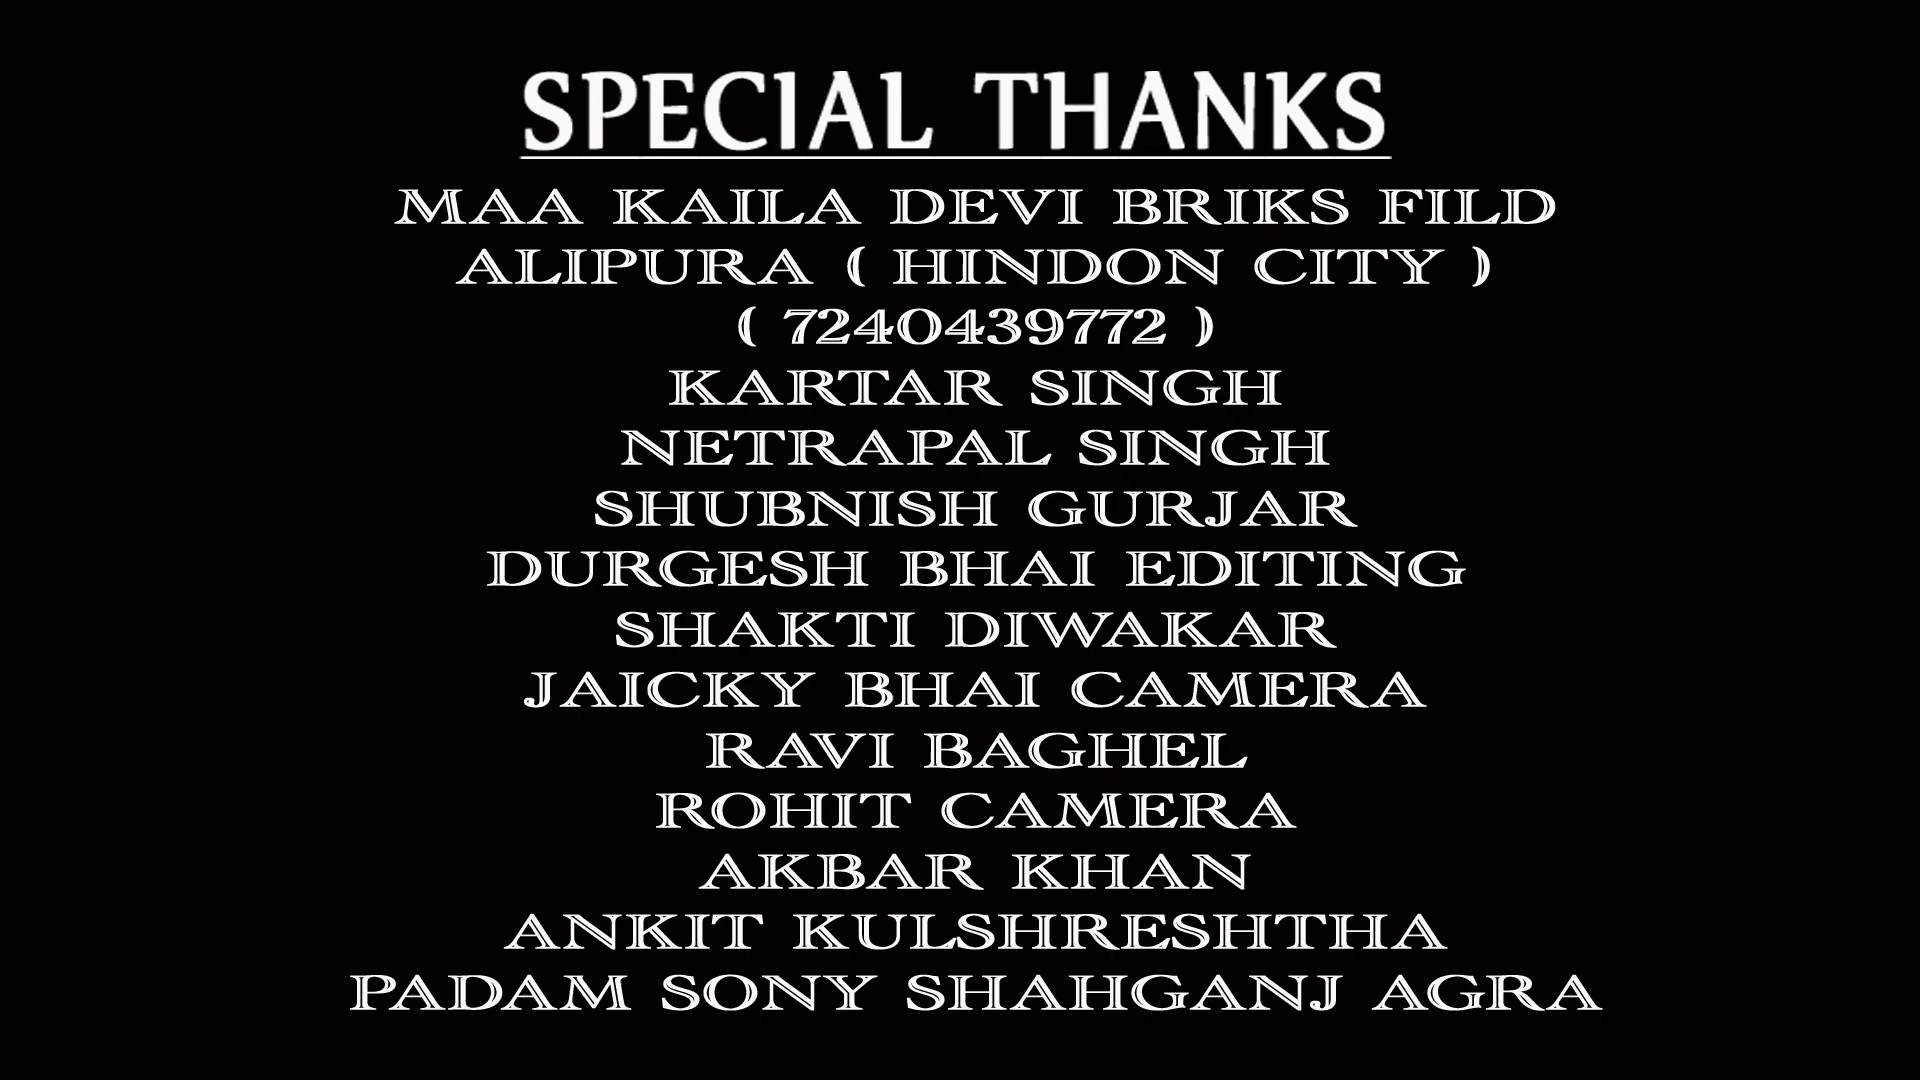 SPECIAL THANKS
MAA KAILA DEVI BRIKS FILD
ALIPURA ( HINDON CITY )
( 7240439772 )
KARTAR SINGH
NETRAPAL SINGH
SHUBNISH GURJAR
DURGESH BHAI EDITING
SHAKTI DIWAKAR
JAICKY BHAI CAMERA
RAVI BAGHEL
ROHIT CAMERA
AKBAR KHAN
ANKIT KULSHRESHTHA
PADAM SONY SHAHGANJ AGRA